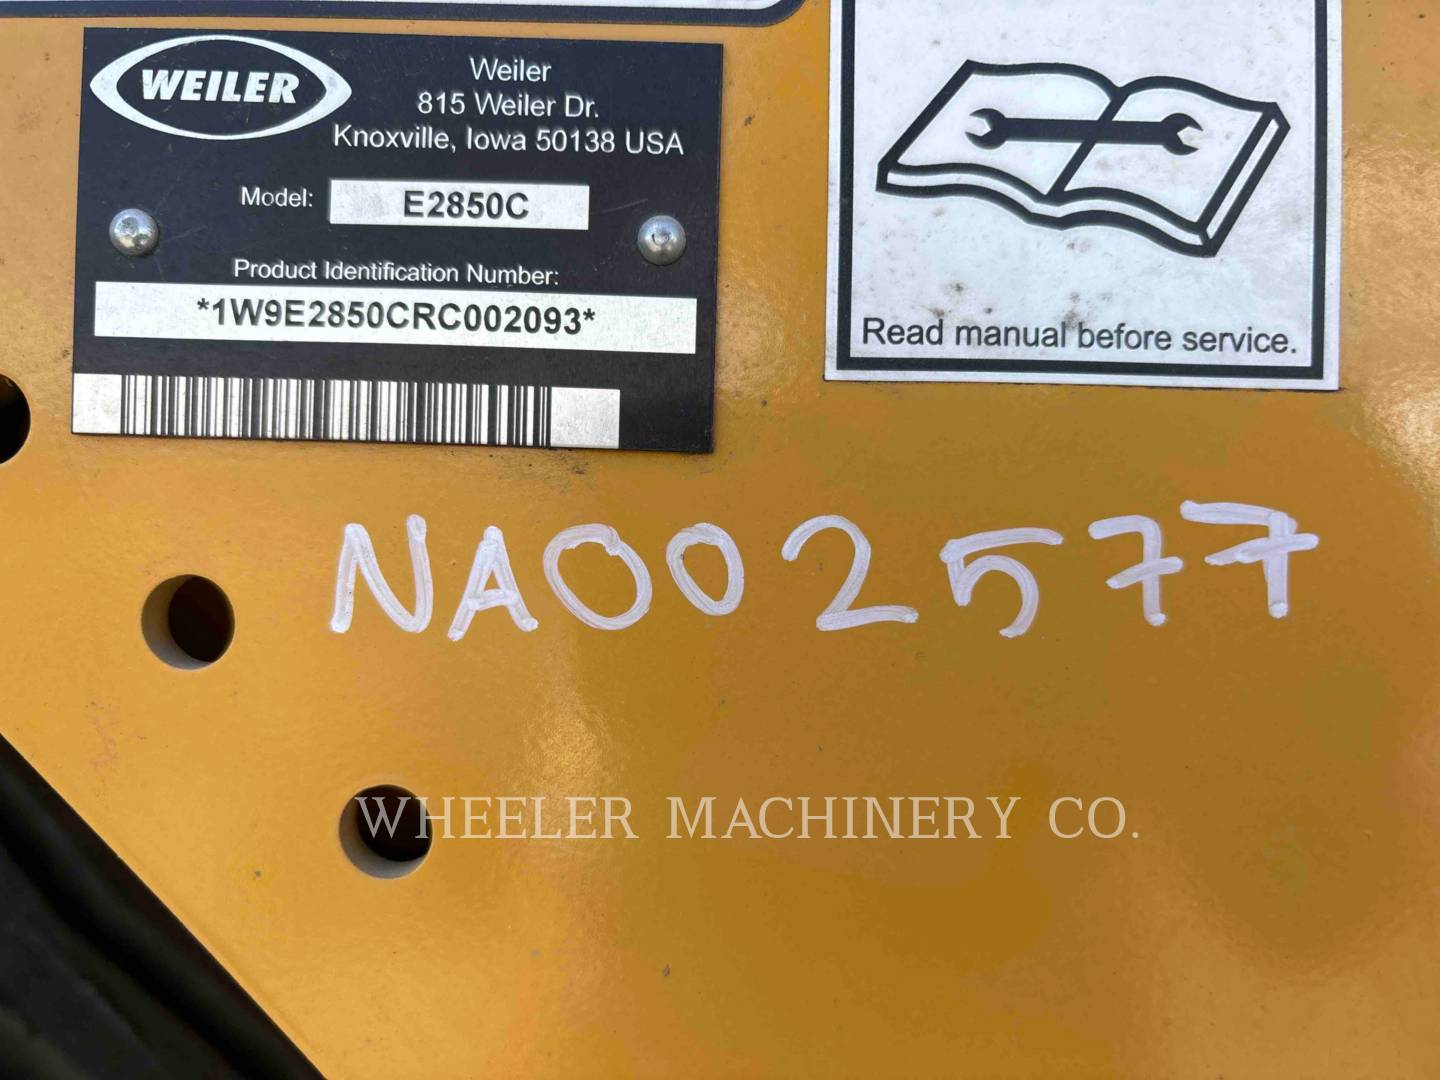 WEILER
Weiler
815 Weiler Dr.
Knoxville, Iowa 50138 USA
Model: E2850C
Product Identification Number:
*1W9E2850CRC002093*
Read manual before service.
NA002577
WHEELER MACHINERY CO.